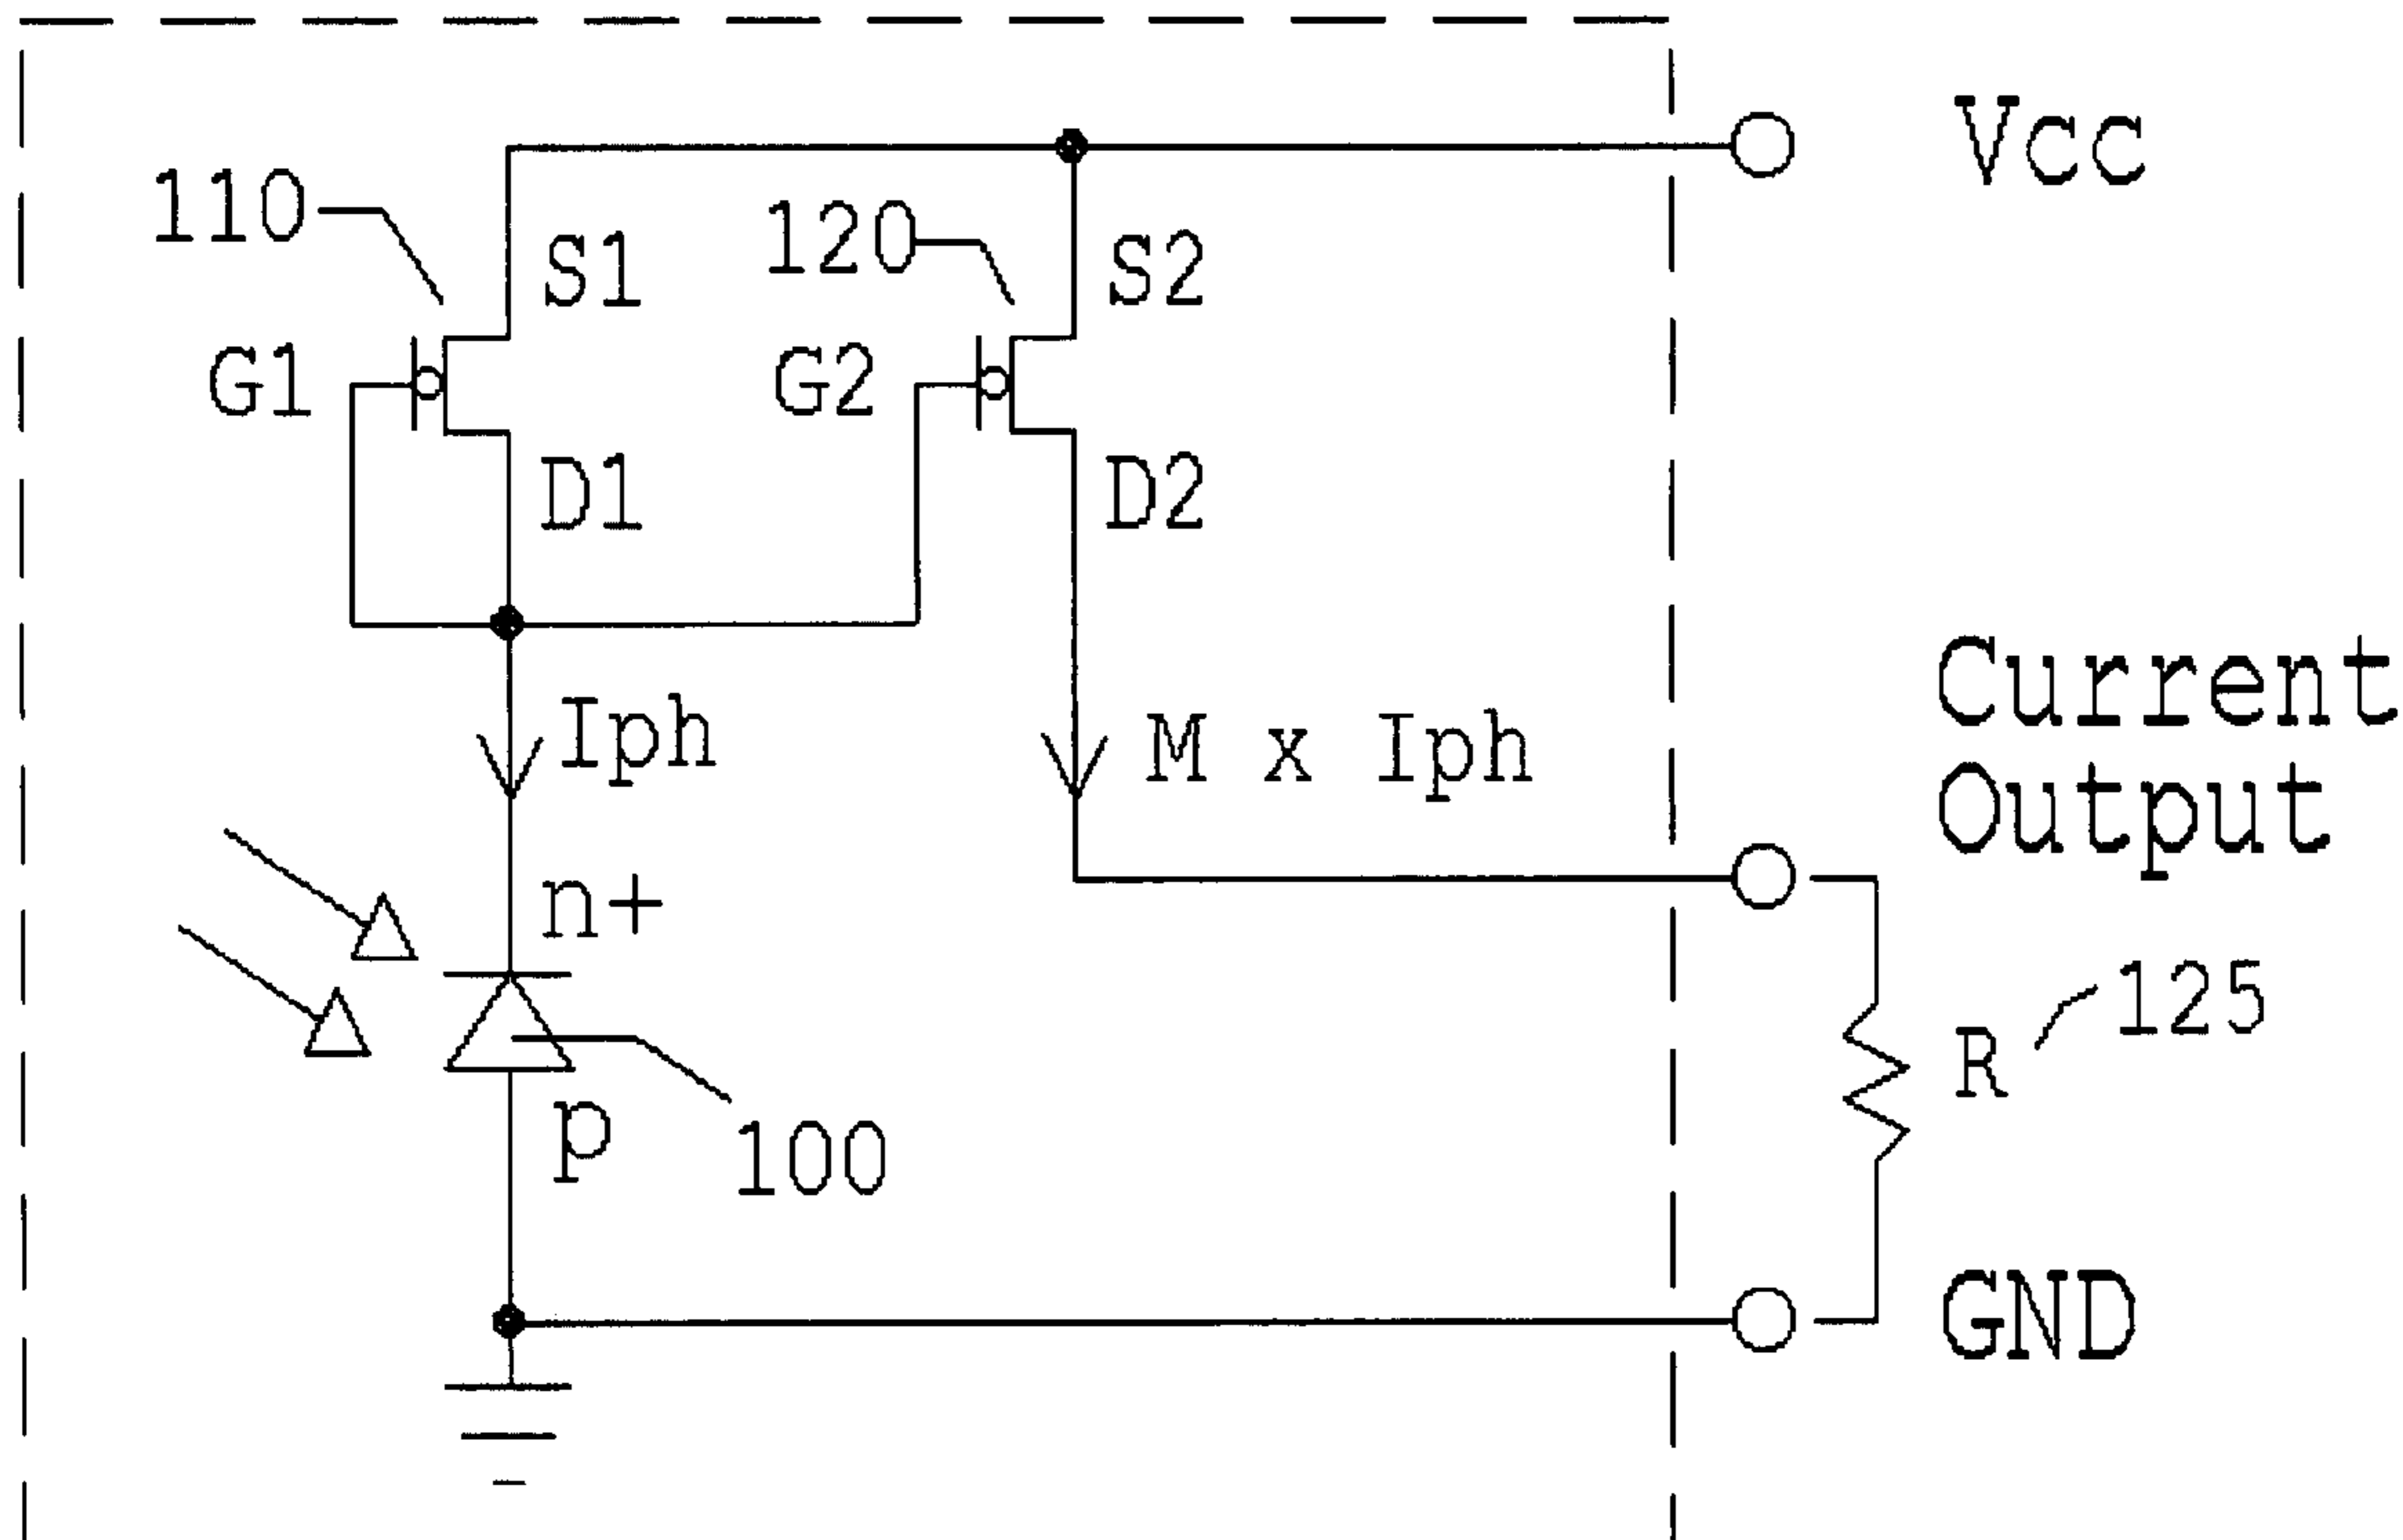 Vcc
110
S1
120
S2
G1
G2
D1
D2
Iph
M x Iph
Current
Output
n+
R
125
p
100
GND